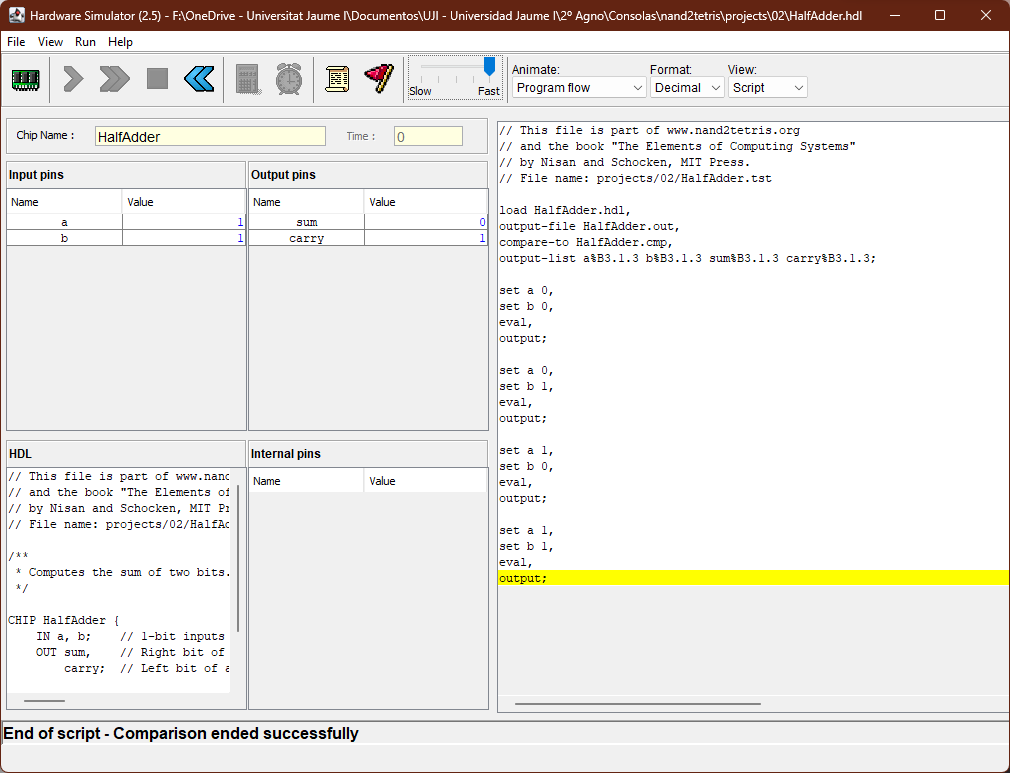 Hardware Simulator (2.5) - F:\OneDrive - Universitat Jaume I\Documentos\UJI - Universidad Jaume I\2º Agno\Consolas\nand2tetris\projects\02\HalfAdder.hdl
File View Run Help
Animate: Format: View:
Slow Fast Program flow Decimal Script
Chip Name : HalfAdder Time : 0
Input pins
Name Value
a 1
b 1
Output pins
Name Value
sum 0
carry 1
HDL
// This file is part of www.nand
// and the book "The Elements of
// by Nisan and Schocken, MIT Pr
// File name: projects/02/HalfAd
/**
* Computes the sum of two bits.
*/
CHIP HalfAdder {
IN a, b; // 1-bit inputs
OUT sum, // Right bit of
carry; // Left bit of a
Internal pins
Name Value
// This file is part of www.nand2tetris.org
// and the book "The Elements of Computing Systems"
// by Nisan and Schocken, MIT Press.
// File name: projects/02/HalfAdder.tst
load HalfAdder.hdl,
output-file HalfAdder.out,
compare-to HalfAdder.cmp,
output-list a%B3.1.3 b%B3.1.3 sum%B3.1.3 carry%B3.1.3;
set a 0,
set b 0,
eval,
output;
set a 0,
set b 1,
eval,
output;
set a 1,
set b 0,
eval,
output;
set a 1,
set b 1,
eval,
output;
End of script - Comparison ended successfully